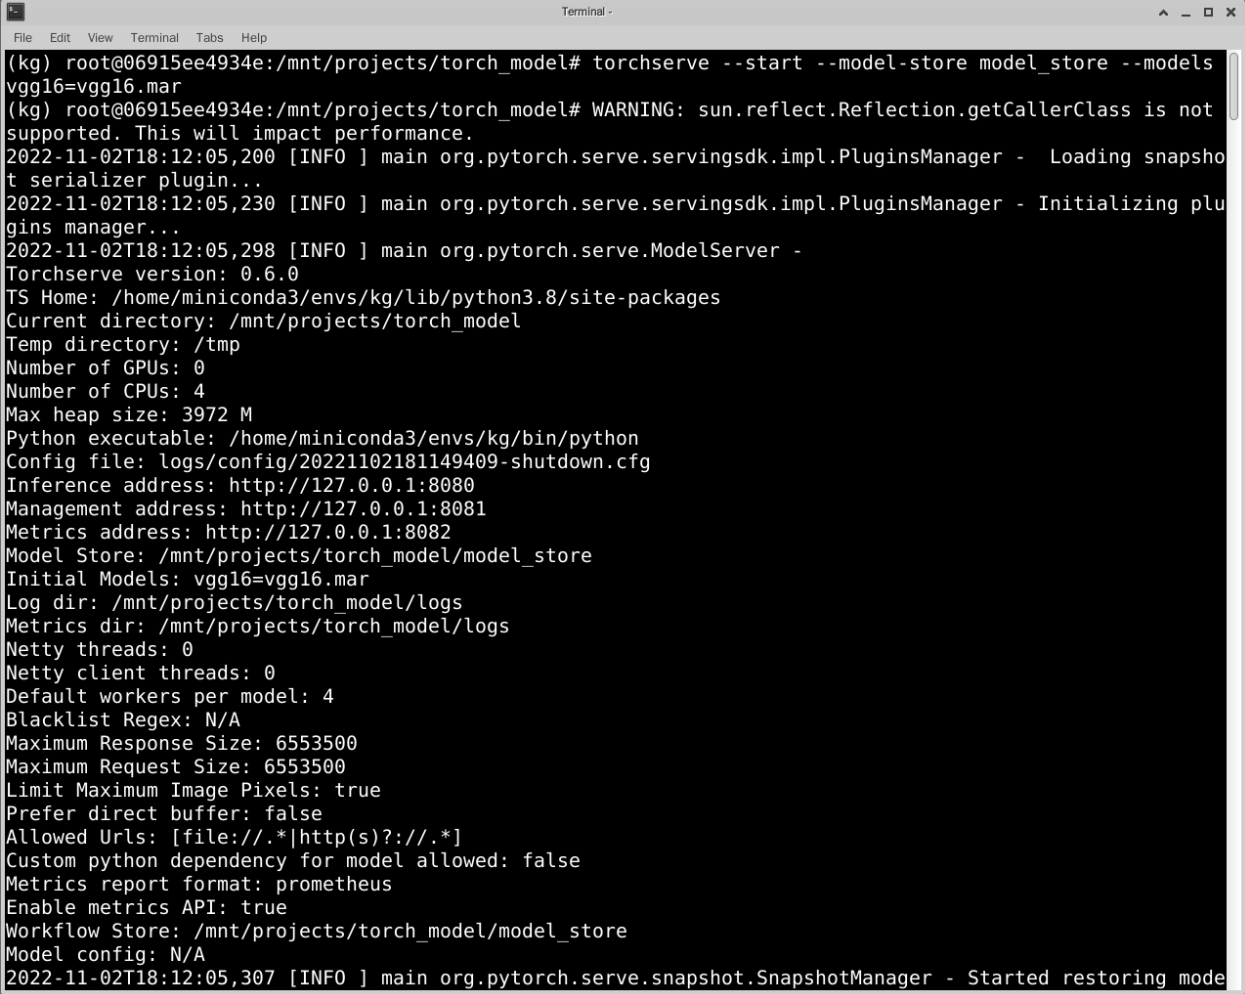 Terminal -
File Edit View Terminal Tabs Help
(kg) root@06915ee4934e:/mnt/projects/torch_model# torchserve --start --model-store model_store --models
vgg16=vgg16.mar
(kg) root@06915ee4934e:/mnt/projects/torch_model# WARNING: sun.reflect.Reflection.getCallerClass is not
supported. This will impact performance.
2022-11-02T18:12:05,200 [INFO ] main org.pytorch.serve.servingsdk.impl.PluginsManager -  Loading snapsho
t serializer plugin...
2022-11-02T18:12:05,230 [INFO ] main org.pytorch.serve.servingsdk.impl.PluginsManager - Initializing plu
gins manager...
2022-11-02T18:12:05,298 [INFO ] main org.pytorch.serve.ModelServer -
Torchserve version: 0.6.0
TS Home: /home/miniconda3/envs/kg/lib/python3.8/site-packages
Current directory: /mnt/projects/torch_model
Temp directory: /tmp
Number of GPUs: 0
Number of CPUs: 4
Max heap size: 3972 M
Python executable: /home/miniconda3/envs/kg/bin/python
Config file: logs/config/20221102181149409-shutdown.cfg
Inference address: http://127.0.0.1:8080
Management address: http://127.0.0.1:8081
Metrics address: http://127.0.0.1:8082
Model Store: /mnt/projects/torch_model/model_store
Initial Models: vgg16=vgg16.mar
Log dir: /mnt/projects/torch_model/logs
Metrics dir: /mnt/projects/torch_model/logs
Netty threads: 0
Netty client threads: 0
Default workers per model: 4
Blacklist Regex: N/A
Maximum Response Size: 6553500
Maximum Request Size: 6553500
Limit Maximum Image Pixels: true
Prefer direct buffer: false
Allowed Urls: [file://.*|http(s)?://.*]
Custom python dependency for model allowed: false
Metrics report format: prometheus
Enable metrics API: true
Workflow Store: /mnt/projects/torch_model/model_store
Model config: N/A
2022-11-02T18:12:05,307 [INFO ] main org.pytorch.serve.snapshot.SnapshotManager - Started restoring mode